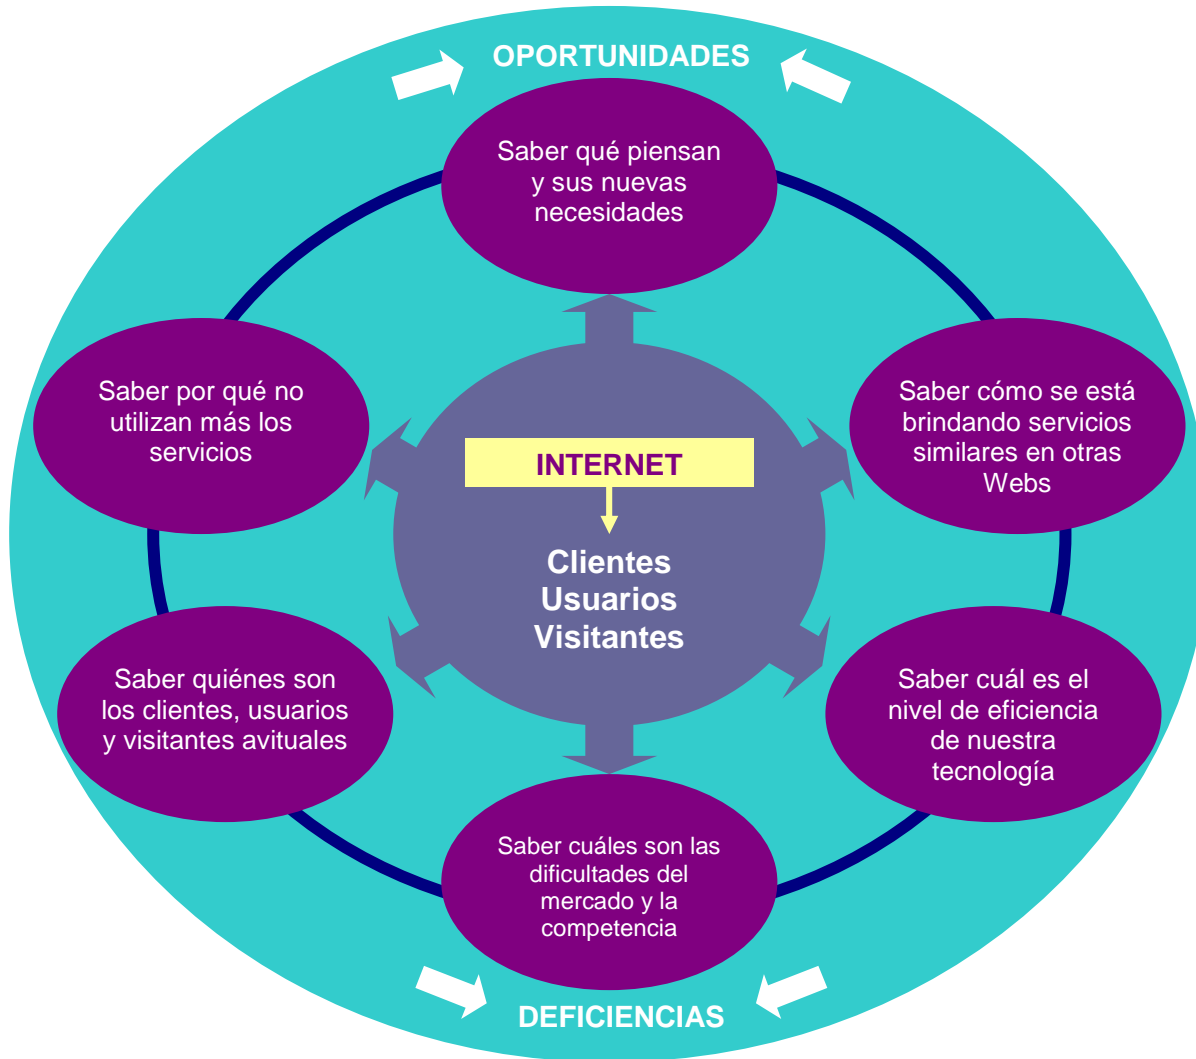 OPORTUNIDADES
Saber qué piensan
y sus nuevas
necesidades
Saber por qué no
utilizan más los
servicios
Saber cómo se está
brindando servicios
similares en otras
Webs
INTERNET
Clientes
Usuarios
Visitantes
Saber quiénes son
los clientes, usuarios
y visitantes avituales
Saber cuál es el
nivel de eficiencia
de nuestra
tecnología
Saber cuáles son las
dificultades del
mercado y la
competencia
DEFICIENCIAS